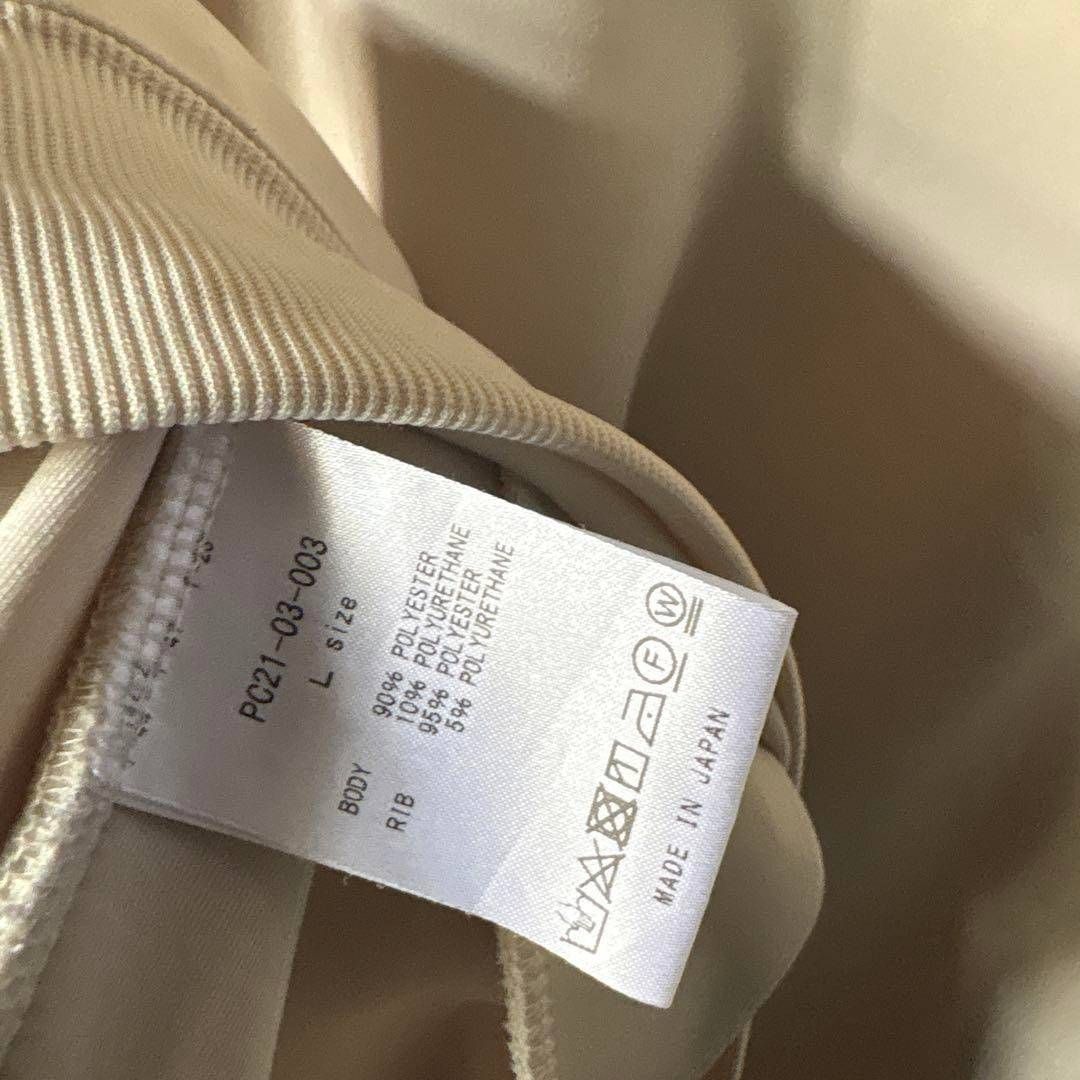 PC21-03-003
L size
BODY 90% POLYESTER
10% POLYURETHANE
RIB 95% POLYESTER
5% POLYURETHANE
F W
MADE IN JAPAN